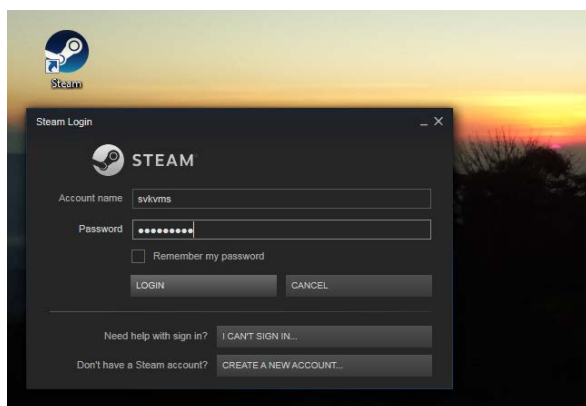 Steam
Steam Login
STEAM
Account name svkvms
Password ●●●●●●●●●
Remember my password
LOGIN CANCEL
Need help with sign in? I CAN'T SIGN IN...
Don't have a Steam account? CREATE A NEW ACCOUNT...